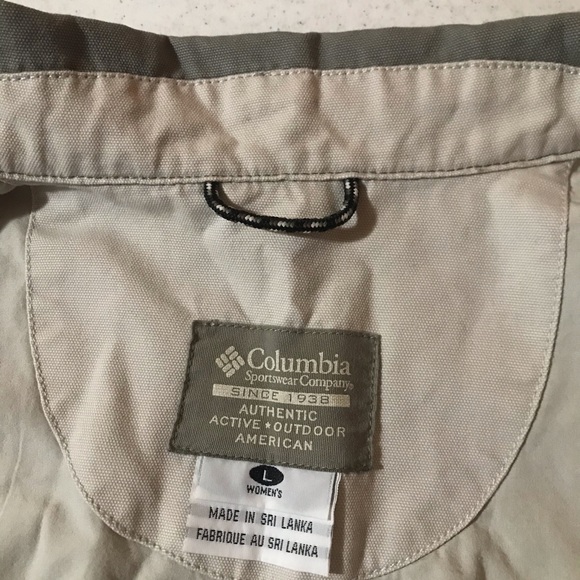 Columbia
Sportswear Company®
SINCE 1938
AUTHENTIC
ACTIVE ★ OUTDOOR
AMERICAN
L
WOMEN'S
MADE IN SRI LANKA
FABRIQUE AU SRI LANKA